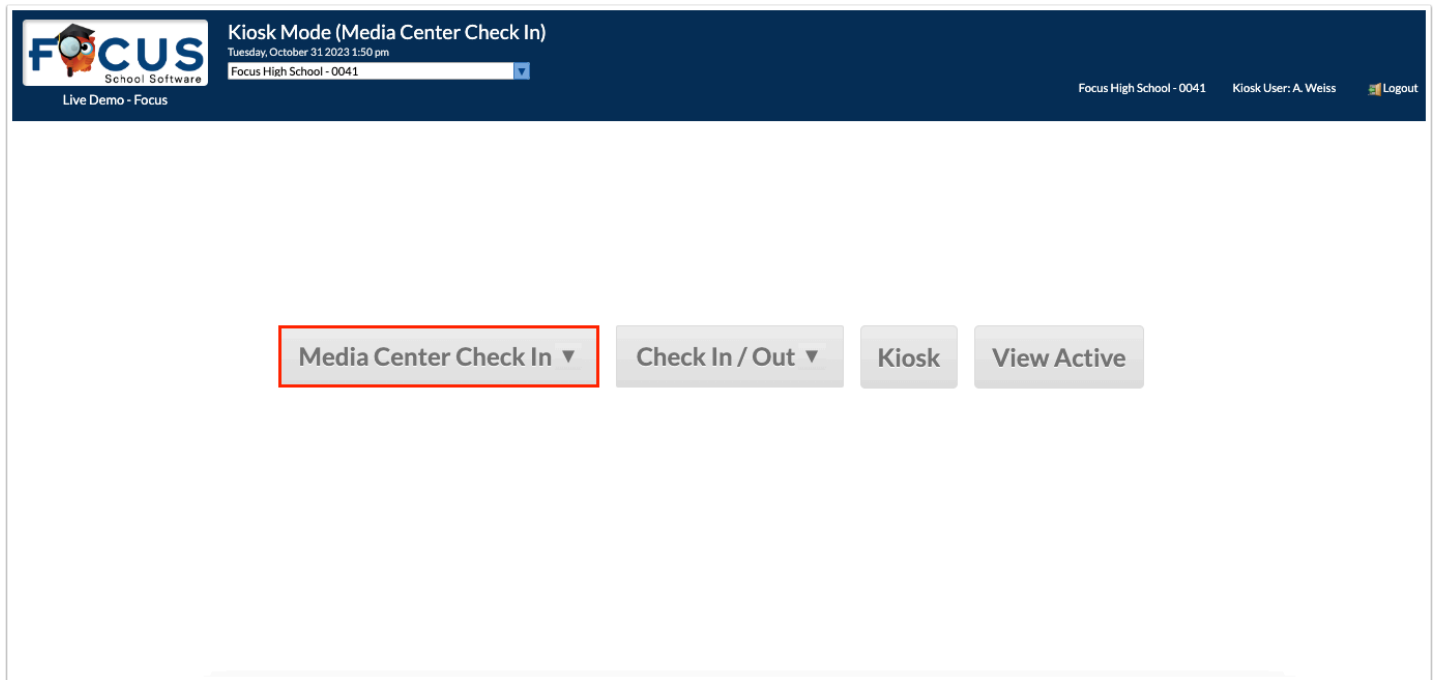 FOCUS
School Software
Live Demo - Focus
Kiosk Mode (Media Center Check In)
Tuesday, October 31 2023 1:50 pm
Focus High School - 0041
Focus High School - 0041 Kiosk User: A. Weiss Logout
Media Center Check In ▼ Check In / Out ▼ Kiosk View Active